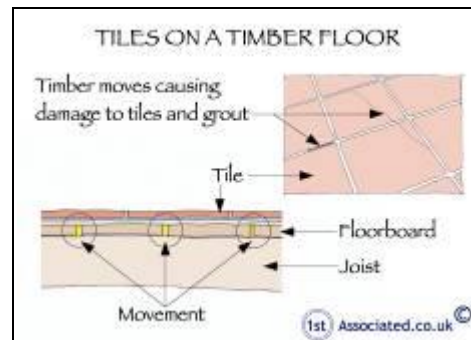 TILES ON A TIMBER FLOOR
Timber moves causing
damage to tiles and grout
Tile
Floorboard
Joist
Movement
1st Associated.co.uk ©